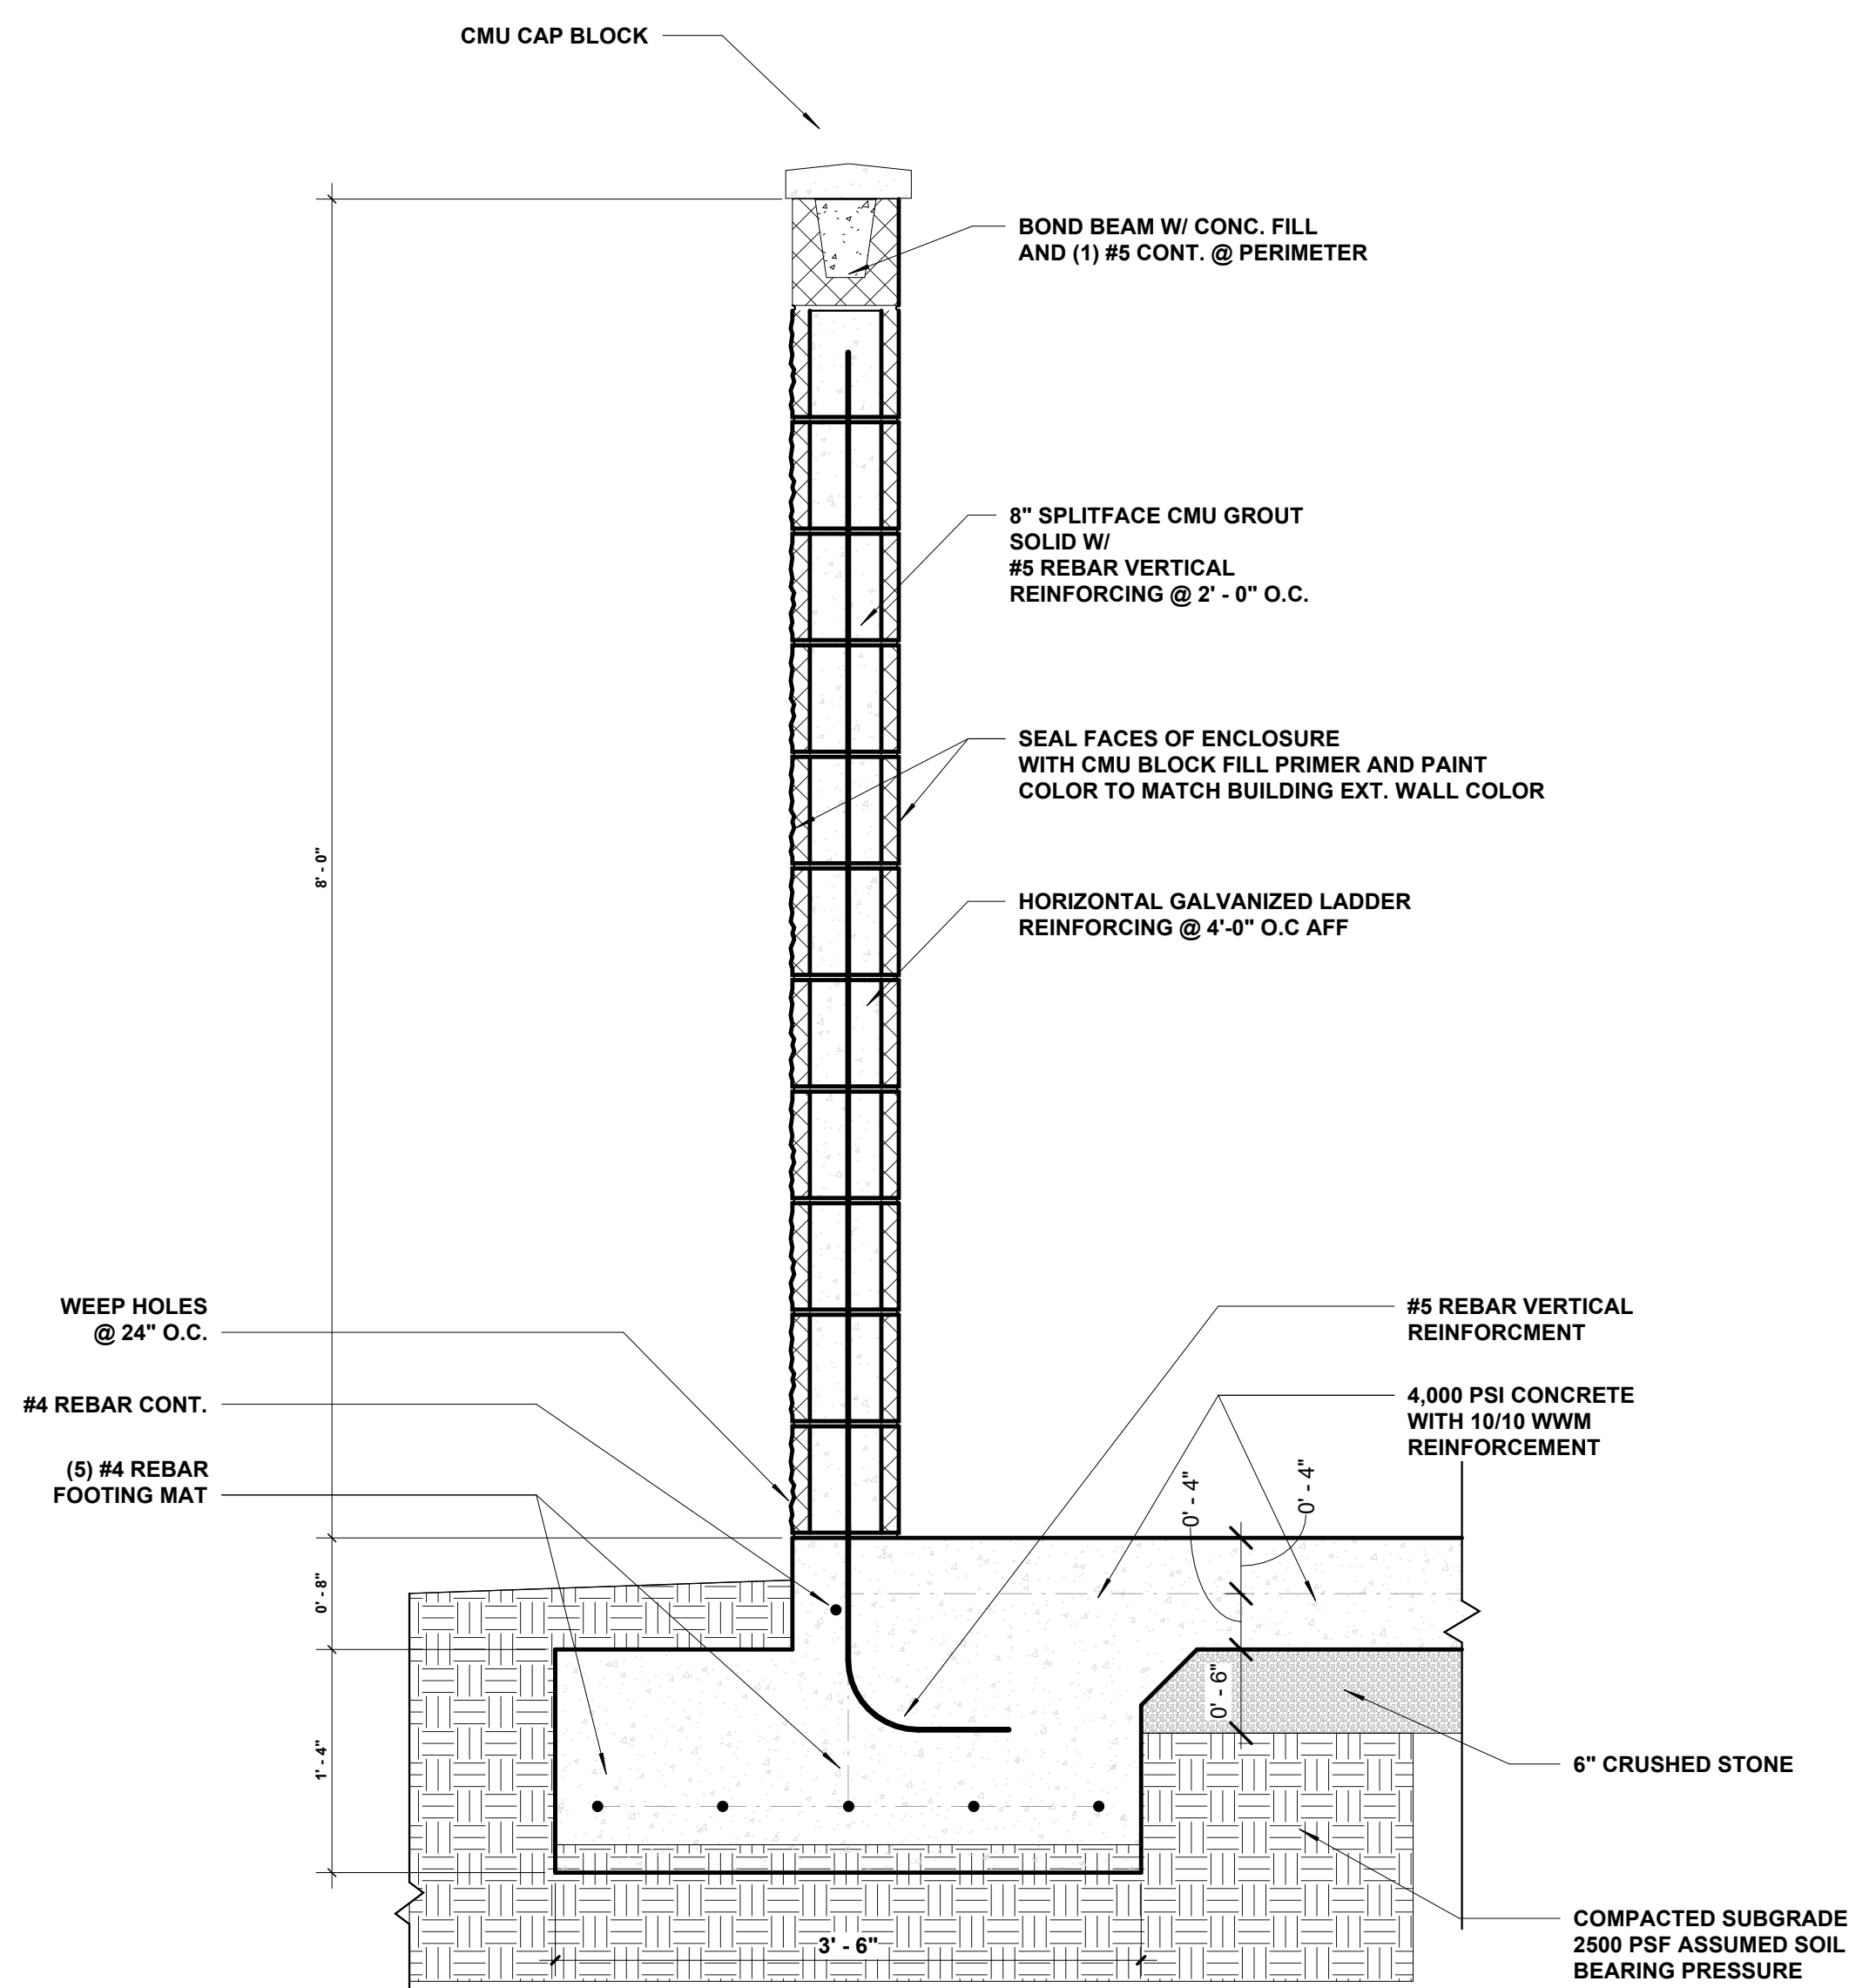 CMU CAP BLOCK
BOND BEAM W/ CONC. FILL
AND (1) #5 CONT. @ PERIMETER
8" SPLITFACE CMU GROUT
SOLID W/
#5 REBAR VERTICAL
REINFORCING @ 2' - 0" O.C.
SEAL FACES OF ENCLOSURE
WITH CMU BLOCK FILL PRIMER AND PAINT
COLOR TO MATCH BUILDING EXT. WALL COLOR
8' - 0"
HORIZONTAL GALVANIZED LADDER
REINFORCING @ 4'-0" O.C AFF
WEEP HOLES
@ 24" O.C.
#5 REBAR VERTICAL
REINFORCMENT
#4 REBAR CONT.
4,000 PSI CONCRETE
WITH 10/10 WWM
REINFORCEMENT
(5) #4 REBAR
FOOTING MAT
0' - 4"
0' - 4"
0' - 8"
0' - 6"
1' - 4"
6" CRUSHED STONE
3' - 6"
COMPACTED SUBGRADE
2500 PSF ASSUMED SOIL
BEARING PRESSURE